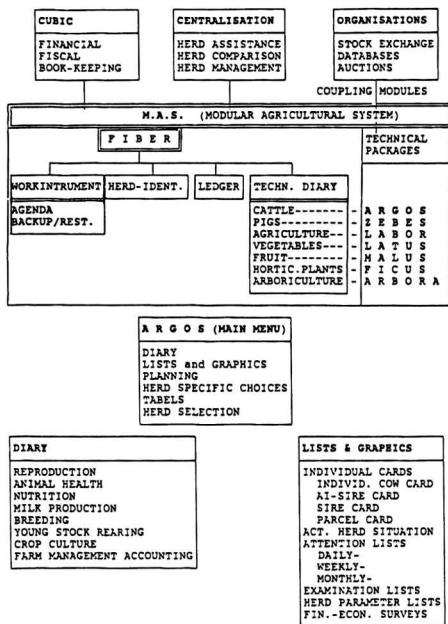 CUBIC
FINANCIAL
FISCAL
BOOK-KEEPING
CENTRALISATION
HERD ASSISTANCE
HERD COMPARISON
HERD MANAGEMENT
ORGANISATIONS
STOCK EXCHANGE
DATABASES
AUCTIONS
COUPLING MODULES
M.A.S. (MODULAR AGRICULTURAL SYSTEM)
F I B E R
TECHNICAL
PACKAGES
WORKINTRUMENT
AGENDA
BACKUP/REST.
HERD-IDENT.
LEDGER
TECHN. DIARY
CATTLE-------- - A R G O S
PIGS---------- - Z E B E S
AGRICULTURE--- - L A B O R
VEGETABLES---- - L A T U S
FRUIT--------- - M A L U S
HORTIC.PLANTS - F I C U S
ARBORICULTURE - A R B O R A
A R G O S (MAIN MENU)
DIARY
LISTS and GRAPHICS
PLANNING
HERD SPECIFIC CHOICES
TABELS
HERD SELECTION
DIARY
REPRODUCTION
ANIMAL HEALTH
NUTRITION
MILK PRODUCTION
BREEDING
YOUNG STOCK REARING
CROP CULTURE
FARM MANAGEMENT ACCOUNTING
LISTS & GRAPHICS
INDIVIDUAL CARDS
INDIVID. COW CARD
AI-SIRE CARD
SIRE CARD
PARCEL CARD
ACT. HERD SITUATION
ATTENTION LISTS
DAILY-
WEEKLY-
MONTHLY-
EXAMINATION LISTS
HERD PARAMETER LISTS
FIN.-ECON. SURVEYS